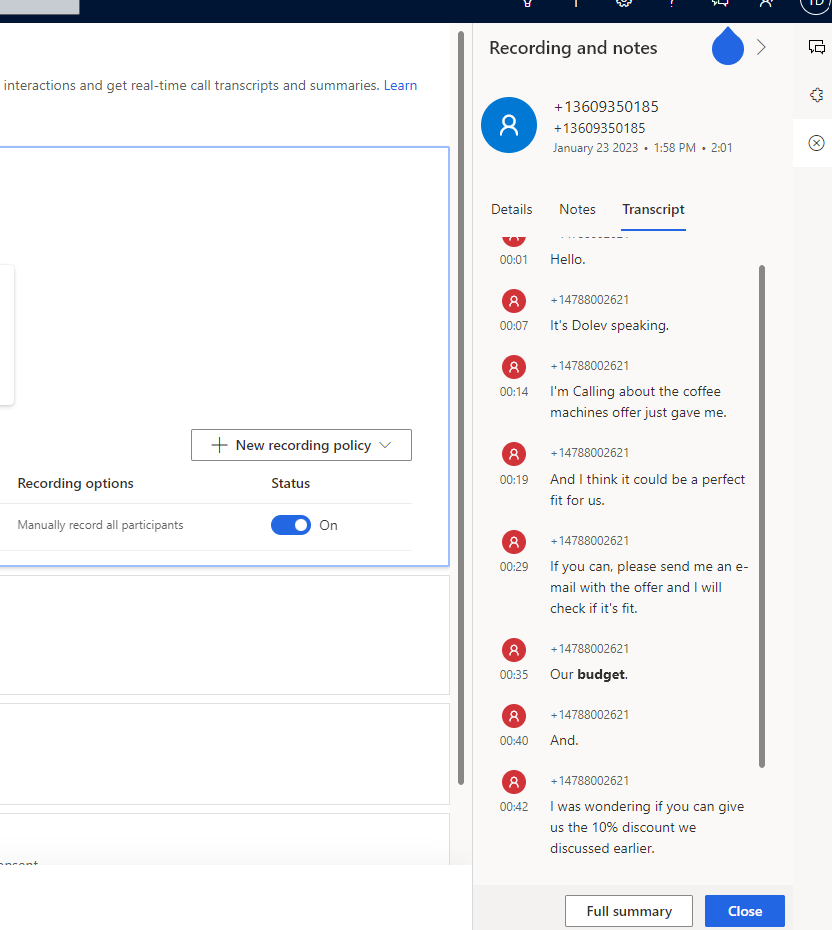 TD
interactions and get real-time call transcripts and summaries. Learn
New recording policy
Recording options
Status
Manually record all participants
On
Recording and notes
+13609350185
+13609350185
January 23 2023 • 1:58 PM • 2:01
Details
Notes
Transcript
00:01
Hello.
+14788002621
00:07
It's Dolev speaking.
+14788002621
00:14
I'm Calling about the coffee
machines offer just gave me.
+14788002621
00:19
And I think it could be a perfect
fit for us.
+14788002621
00:29
If you can, please send me an e-
mail with the offer and I will
check if it's fit.
+14788002621
00:35
Our budget.
+14788002621
00:40
And.
+14788002621
00:42
I was wondering if you can give
us the 10% discount we
discussed earlier.
Full summary
Close